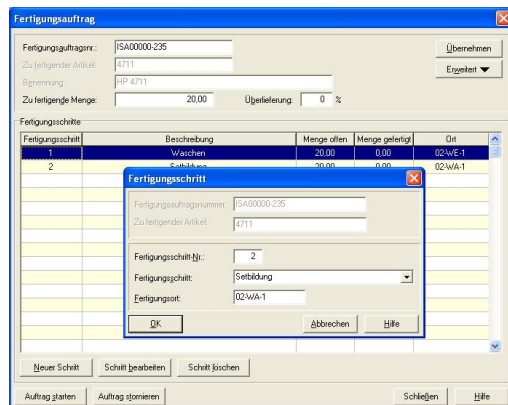 Fertigungsauftrag
Fertigungsauftragsnr.: ISA00000-235 Übernehmen
Zu fertigender Artikel: 4711 Erweitert
Benennung: HP 4711
Zu fertigende Menge: 20,00 Überlieferung: 0 %
Fertigungsschritte
Fertigungsschritt Beschreibung Menge offen Menge gefertigt Ort
1 Waschen 20,00 0,00 02-WE-1
2 Setbildung 20,00 0,00 02-WA-1
Fertigungsschritt
Fertigungsauftragsnummer: ISA00000-235
Zu fertigender Artikel: 4711
Fertigungsschritt-Nr.: 2
Fertigungsschritt: Setbildung
Fertigungsort: 02-WA-1
OK Abbrechen Hilfe
Neuer Schritt Schritt bearbeiten Schritt löschen
Auftrag starten Auftrag stornieren Schließen Hilfe